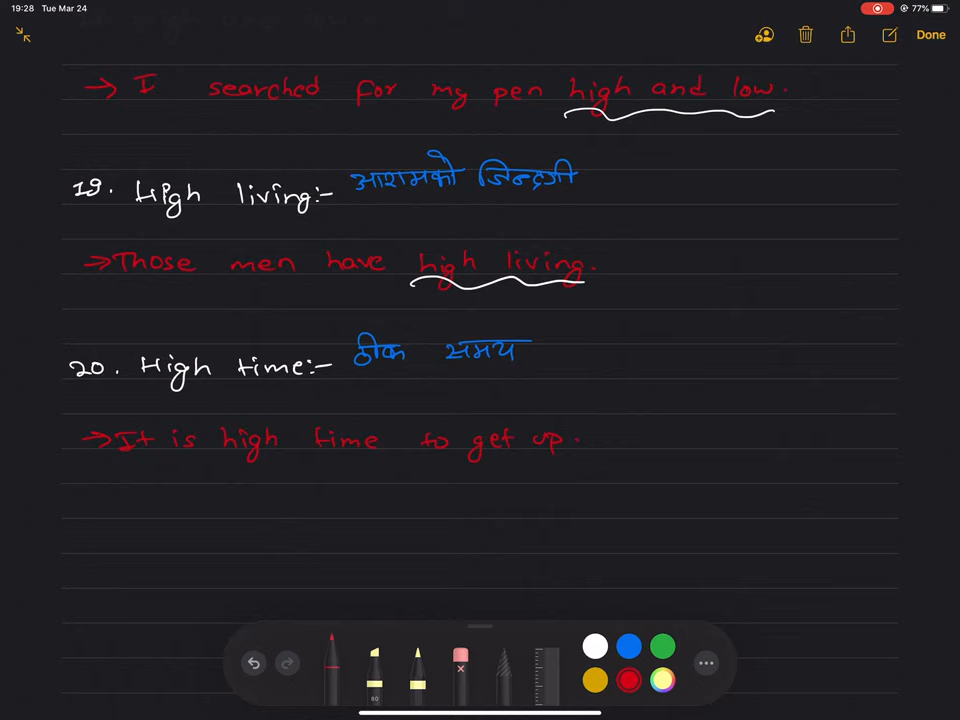 19:28 Tue Mar 24 77%
Done
→ I searched for my pen high and low.
19. High living:- आरामको जिन्दगी
→ Those men have high living.
20. High time:- ठीक समय
→ It is high time to get up.
80